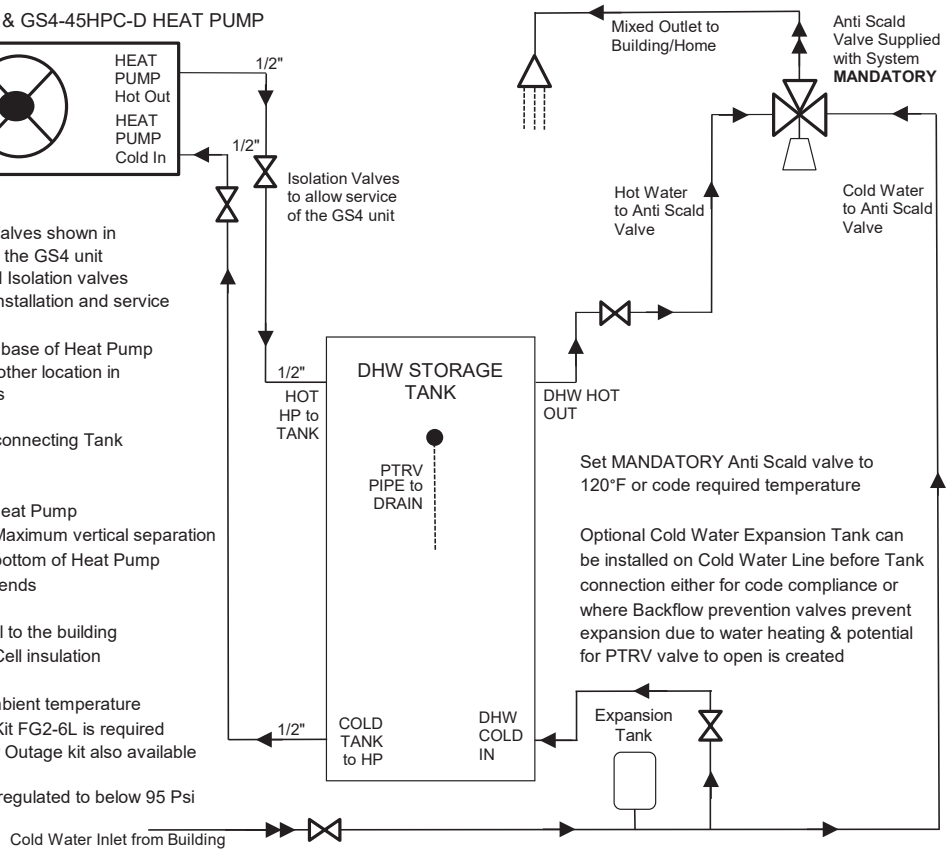 & GS4-45HPC-D HEAT PUMP
HEAT
PUMP
Hot Out
HEAT
PUMP
Cold In
1/2"
1/2"
Isolation Valves
to allow service
of the GS4 unit
Mixed Outlet to
Building/Home
Anti Scald
Valve Supplied
with System
MANDATORY
Hot Water
to Anti Scald
Valve
Cold Water
to Anti Scald
Valve
alves shown in
the GS4 unit
Isolation valves
nstallation and service
base of Heat Pump
other location in
s
connecting Tank
eat Pump
Maximum vertical separation
bottom of Heat Pump
ends
l to the building
Cell insulation
mbient temperature
Kit FG2-6L is required
Outage kit also available
regulated to below 95 Psi
1/2"
HOT
HP to
TANK
DHW STORAGE
TANK
PTRV
PIPE to
DRAIN
DHW HOT
OUT
Set MANDATORY Anti Scald valve to
120°F or code required temperature
Optional Cold Water Expansion Tank can
be installed on Cold Water Line before Tank
connection either for code compliance or
where Backflow prevention valves prevent
expansion due to water heating & potential
for PTRV valve to open is created
1/2"
COLD
TANK
to HP
DHW
COLD
IN
Expansion
Tank
Cold Water Inlet from Building